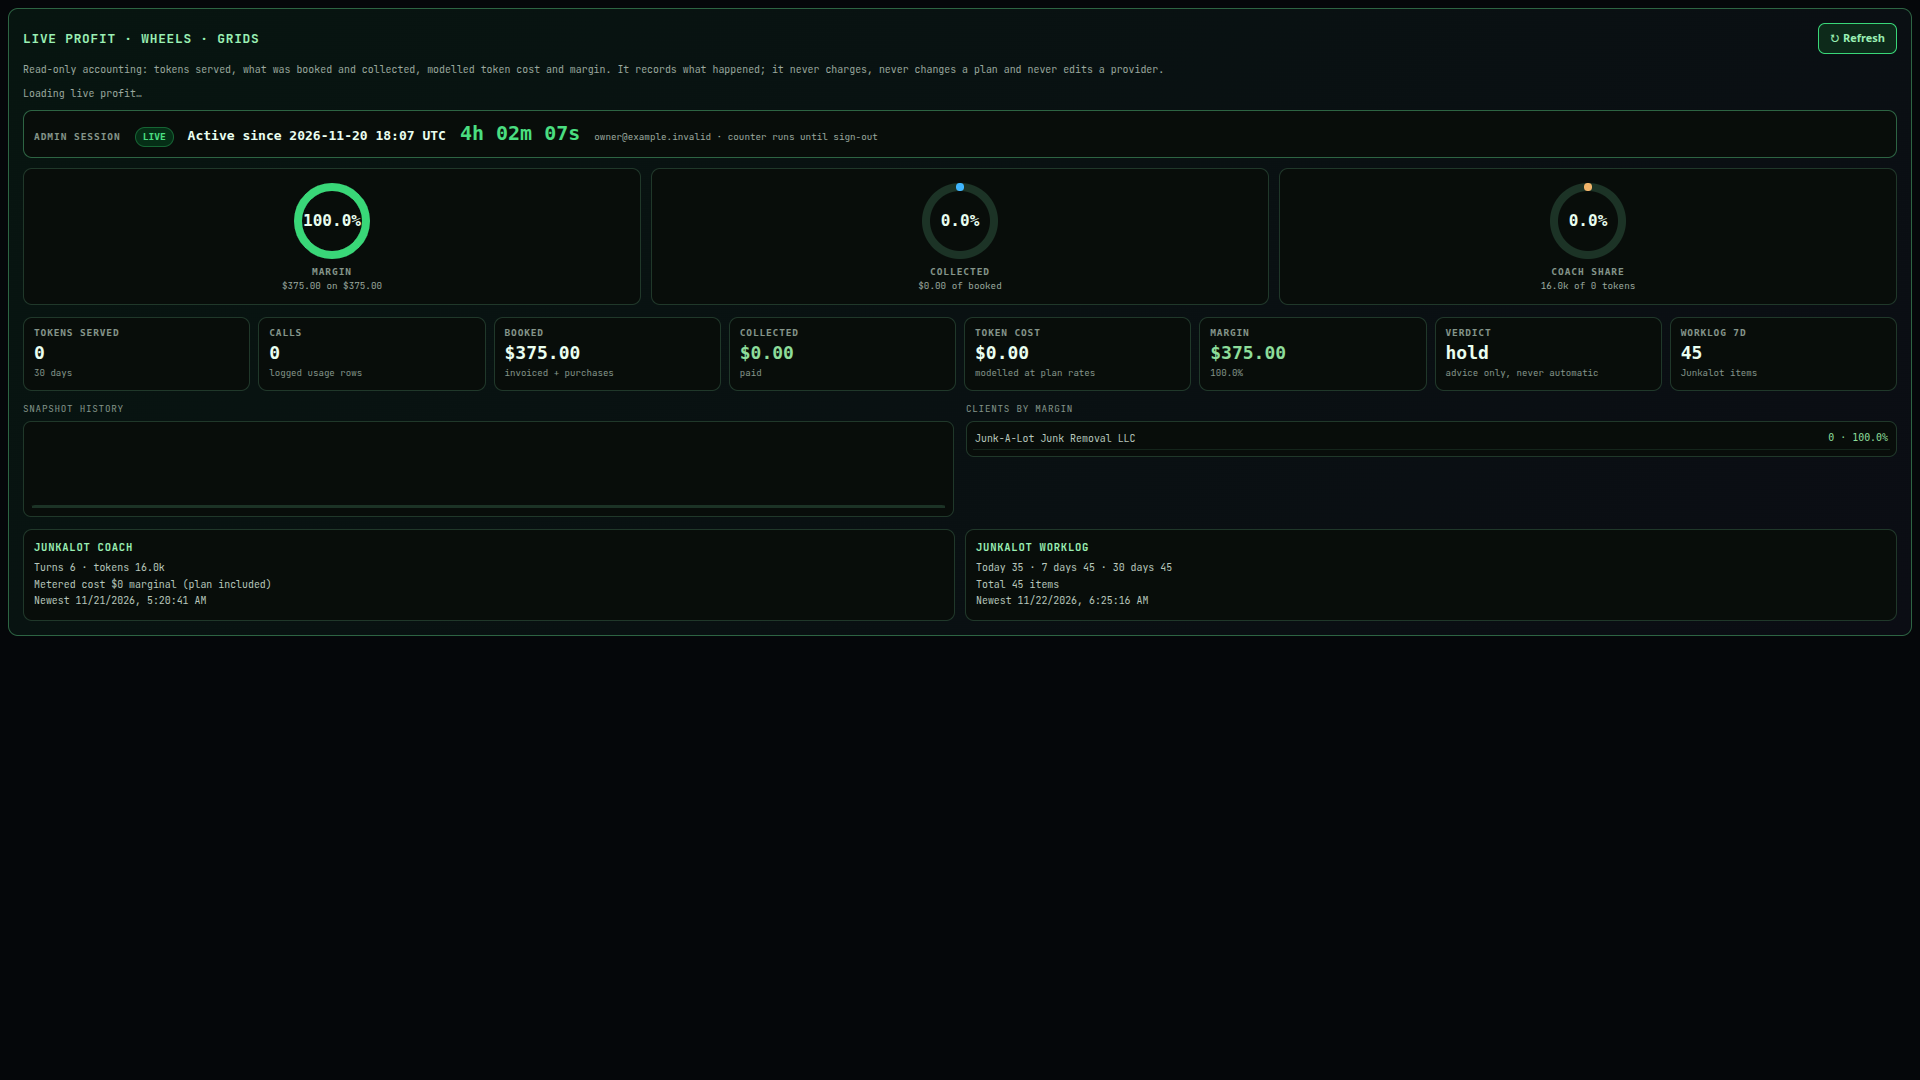 LIVE PROFIT · WHEELS · GRIDS
↻ Refresh
Read-only accounting: tokens served, what was booked and collected, modelled token cost and margin. It records what happened; it never charges, never changes a plan and never edits a provider.
Loading live profit…
ADMIN SESSION LIVE Active since 2026-11-20 18:07 UTC 4h 02m 07s owner@example.invalid · counter runs until sign-out
100.0%
MARGIN
$375.00 on $375.00
0.0%
COLLECTED
$0.00 of booked
0.0%
COACH SHARE
16.0k of 0 tokens
TOKENS SERVED
0
30 days
CALLS
0
logged usage rows
BOOKED
$375.00
invoiced + purchases
COLLECTED
$0.00
paid
TOKEN COST
$0.00
modelled at plan rates
MARGIN
$375.00
100.0%
VERDICT
hold
advice only, never automatic
WORKLOG 7D
45
Junkalot items
SNAPSHOT HISTORY
CLIENTS BY MARGIN
Junk-A-Lot Junk Removal LLC 0 · 100.0%
JUNKALOT COACH
Turns 6 · tokens 16.0k
Metered cost $0 marginal (plan included)
Newest 11/21/2026, 5:20:41 AM
JUNKALOT WORKLOG
Today 35 · 7 days 45 · 30 days 45
Total 45 items
Newest 11/22/2026, 6:25:16 AM